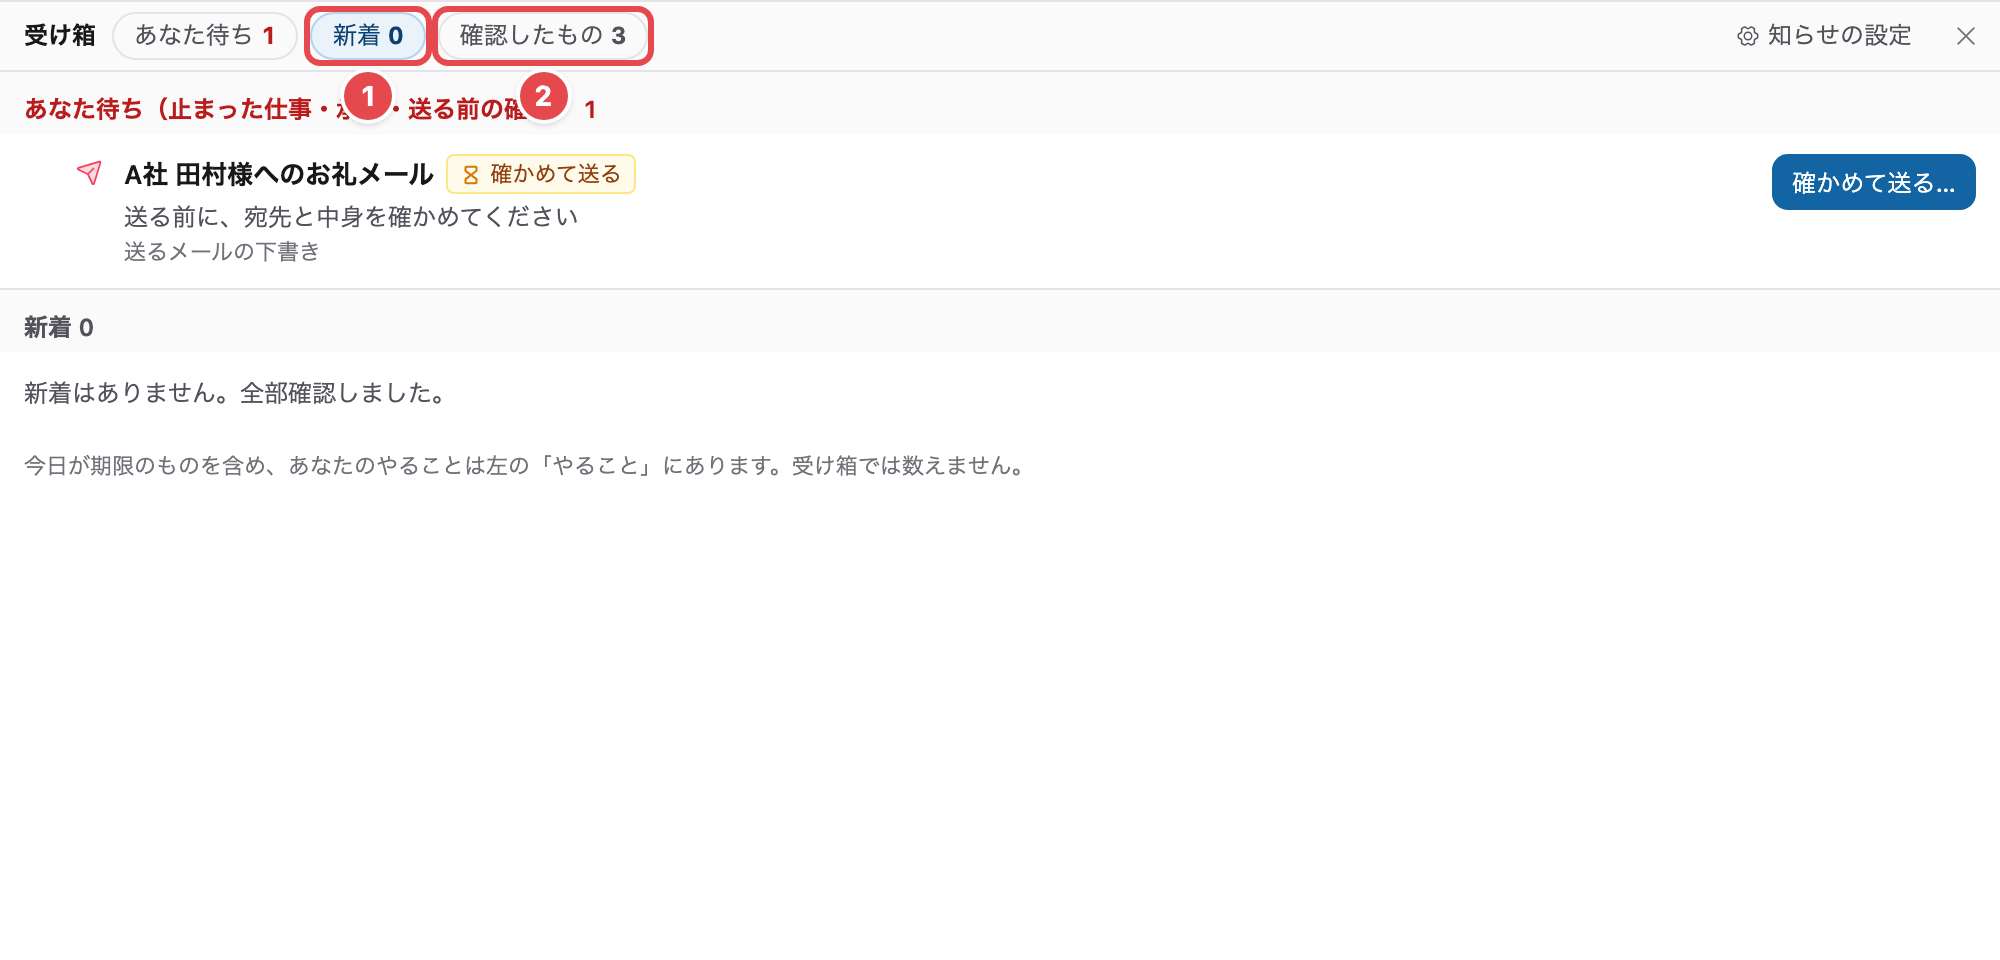 受け箱 あなた待ち 1 新着 0 確認したもの 3 知らせの設定
1 2
あなた待ち（止まった仕事・ ・送る前の確 1
A社 田村様へのお礼メール 確かめて送る 確かめて送る...
送る前に、宛先と中身を確かめてください
送るメールの下書き
新着 0
新着はありません。全部確認しました。
今日が期限のものを含め、あなたのやることは左の「やること」にあります。受け箱では数えません。